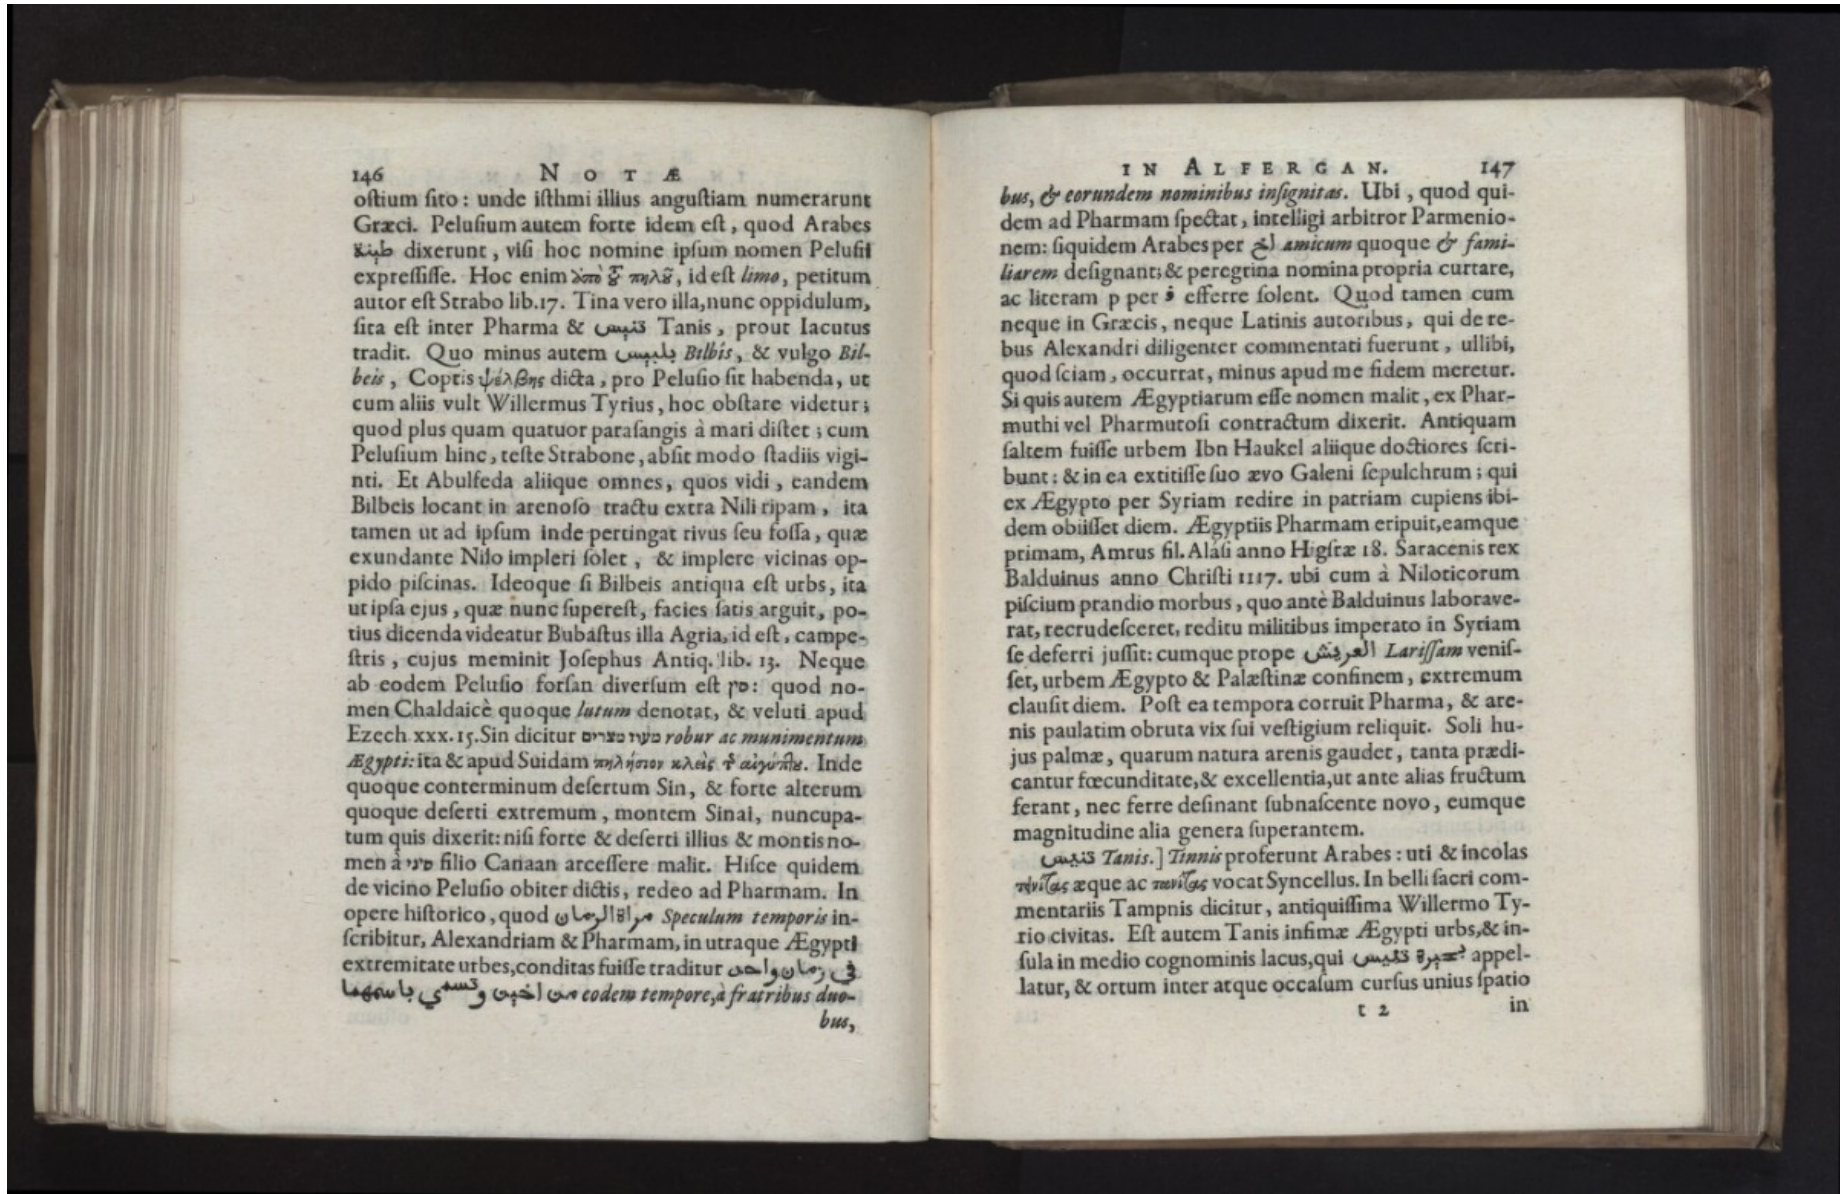 146 NOTÆ
ostium sito: unde isthmi illius angustiam numerarunt
Græci. Pelusium autem forte idem est, quod Arabes
طينة dixerunt, visi hoc nomine ipsum nomen Pelusii
expressisse. Hoc enim ἀπὸ τοῦ πηλοῦ, id est limo, petitum
autor est Strabo lib. 17. Tina vero illa, nunc oppidulum,
sita est inter Pharma & تنيس Tanis, prout Iacutus
tradit. Quo minus autem بلبيس Bilbis, & vulgo Bil-
beis, Coptis ψέλβης dicta, pro Pelusio sit habenda, ut
cum aliis vult Willermus Tyrius, hoc obstare videtur;
quod plus quam quatuor parasangis à mari distet; cum
Pelusium hinc, teste Strabone, absit modo stadiis vigi-
nti. Et Abulfeda aliique omnes, quos vidi, eandem
Bilbeis locant in arenoso tractu extra Nili ripam, ita
tamen ut ad ipsum inde pertingat rivus seu fossa, quæ
exundante Nilo impleri solet, & implere vicinas op-
pido piscinas. Ideoque si Bilbeis antiqua est urbs, ita
ut ipsa ejus, quæ nunc superest, facies satis arguit, po-
tius dicenda videatur Bubastus illa Agria, id est, campe-
stris, cujus meminit Josephus Antiq. lib. 13. Neque
ab eodem Pelusio forsan diversum est סין: quod no-
men Chaldaicè quoque lutum denotat, & veluti apud
Ezech. xxx. 15. Sin dicitur מעוז מצרים robur ac munimentum
Ægypti: ita & apud Suidam πηλήσιον κλεὶς τῆς αἰγύπτου. Inde
quoque conterminum desertum Sin, & forte alterum
quoque deserti extremum, montem Sinai, nuncupa-
tum quis dixerit: nisi forte & deserti illius & montis no-
men à סיני filio Canaan arcessere malit. Hisce quidem
de vicino Pelusio obiter dictis, redeo ad Pharmam. In
opere historico, quod مراة الزمان Speculum temporis in-
scribitur, Alexandriam & Pharmam, in utraque Ægypti
extremitate urbes, conditas fuisse traditur في زمان واحد
من اخين وتسمي باسمهما eodem tempore, à fratribus duo-
bus,
IN ALFERGAN. 147
bus, & eorundem nominibus insignitas. Ubi, quod qui-
dem ad Pharmam spectat, intelligi arbitror Parmenio-
nem: siquidem Arabes per اخ amicum quoque & fami-
liarem designant; & peregrina nomina propria curtare,
ac literam p per ف efferre solent. Quod tamen cum
neque in Græcis, neque Latinis autoribus, qui de re-
bus Alexandri diligenter commentati fuerunt, ullibi,
quod sciam, occurrat, minus apud me fidem meretur.
Si quis autem Ægyptiarum esse nomen malit, ex Phar-
muthi vel Pharmutosi contractum dixerit. Antiquam
saltem fuisse urbem Ibn Haukel aliique doctiores scri-
bunt: & in ea extitisse suo ævo Galeni sepulchrum; qui
ex Ægypto per Syriam redire in patriam cupiens ibi-
dem obiisset diem. Ægyptiis Pharmam eripuit, eamque
primam, Amrus fil. Alási anno Higeræ 18. Saracenis rex
Balduinus anno Christi 1117. ubi cum à Niloticorum
piscium prandio morbus, quo antè Balduinus laborave-
rat, recrudesceret, reditu militibus imperato in Syriam
se deferri jussit: cumque prope العريش Larissam venis-
set, urbem Ægypto & Palæstinæ confinem, extremum
clausit diem. Post ea tempora corruit Pharma, & are-
nis paulatim obruta vix sui vestigium reliquit. Soli hu-
jus palmæ, quarum natura arenis gaudet, tanta prædi-
cantur fœcunditate, & excellentia, ut ante alias fructum
ferant, nec ferre desinant subnascente novo, eumque
magnitudine alia genera superantem.
تنيس Tanis.] Tinnis proferunt Arabes: uti & incolas
τηνίτας æque ac τανίτας vocat Syncellus. In belli sacri com-
mentariis Tampnis dicitur, antiquissima Willermo Ty-
rio civitas. Est autem Tanis infimæ Ægypti urbs, & in-
sula in medio cognominis lacus, qui بحيرة تنيس appel-
latur, & ortum inter atque occasum cursus unius spatio
t 2 in